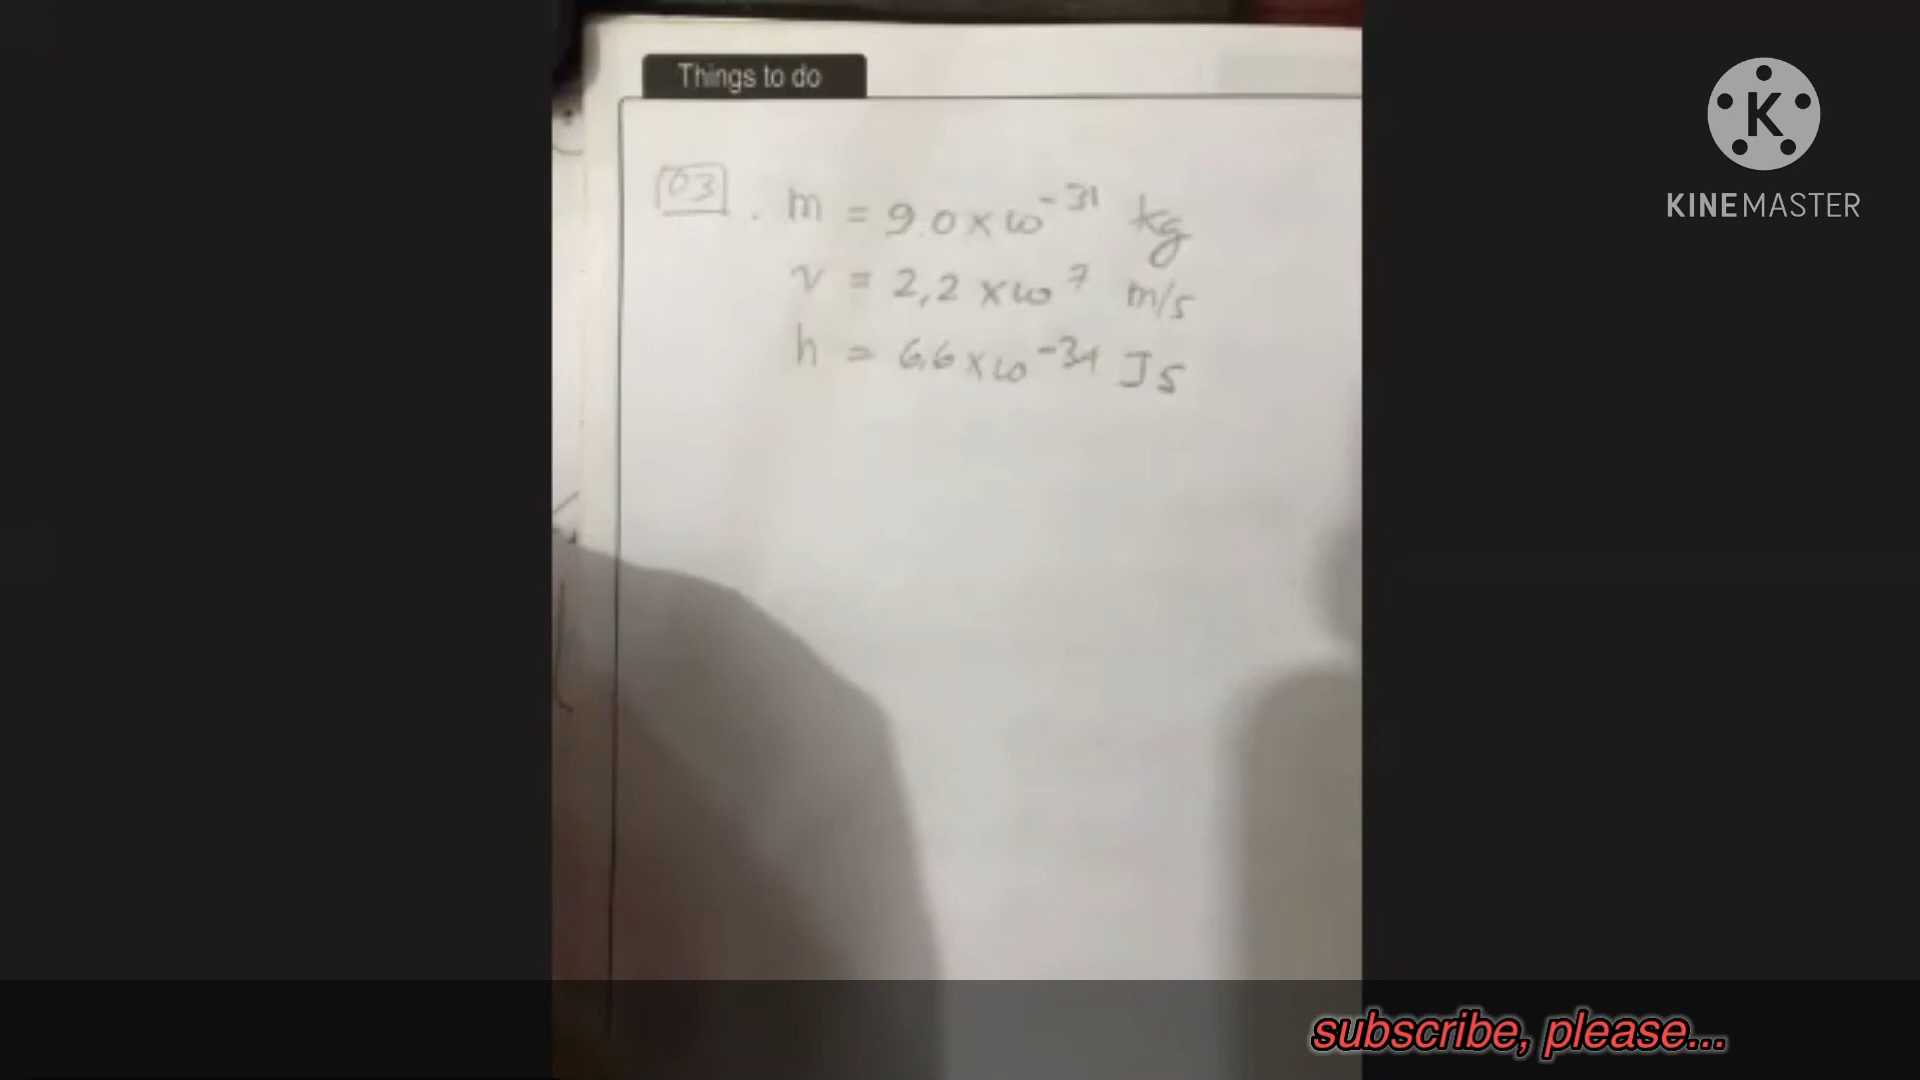 Things to do
03. m = 9.0 x 10^-31 kg
v = 2,2 x 10^7 m/s
h = 6.6 x 10^-34 Js
K
KINEMASTER
subscribe, please...